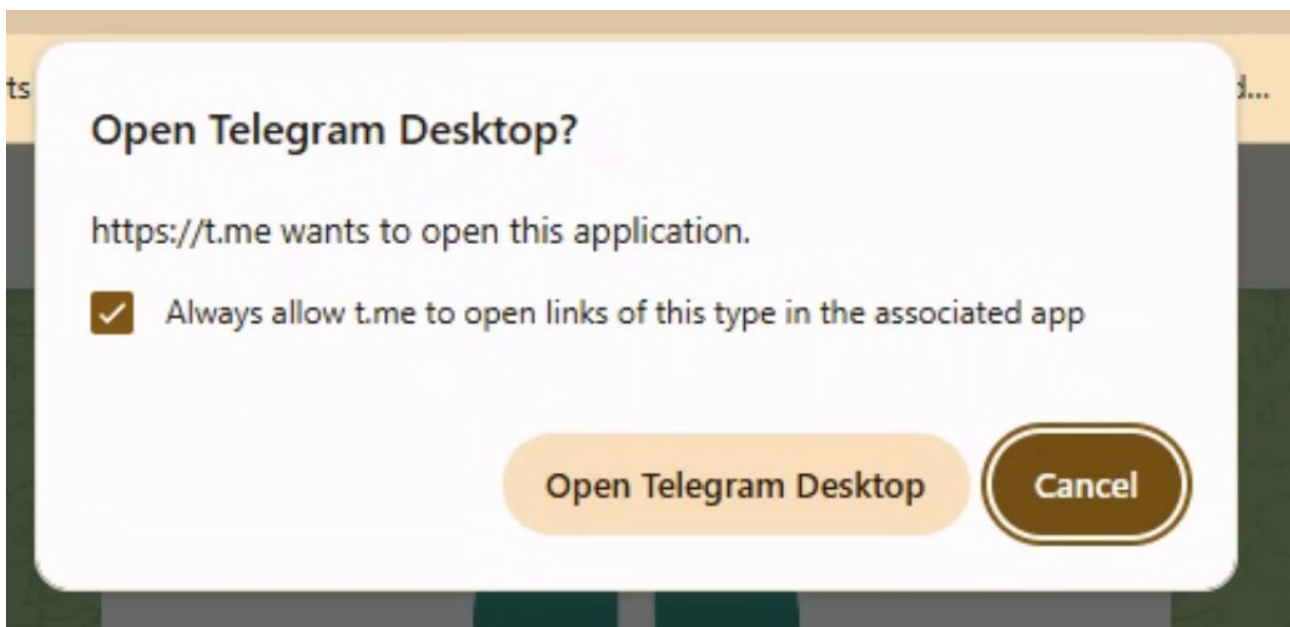 ts
d...
Open Telegram Desktop?
https://t.me wants to open this application.
Always allow t.me to open links of this type in the associated app
Open Telegram Desktop
Cancel